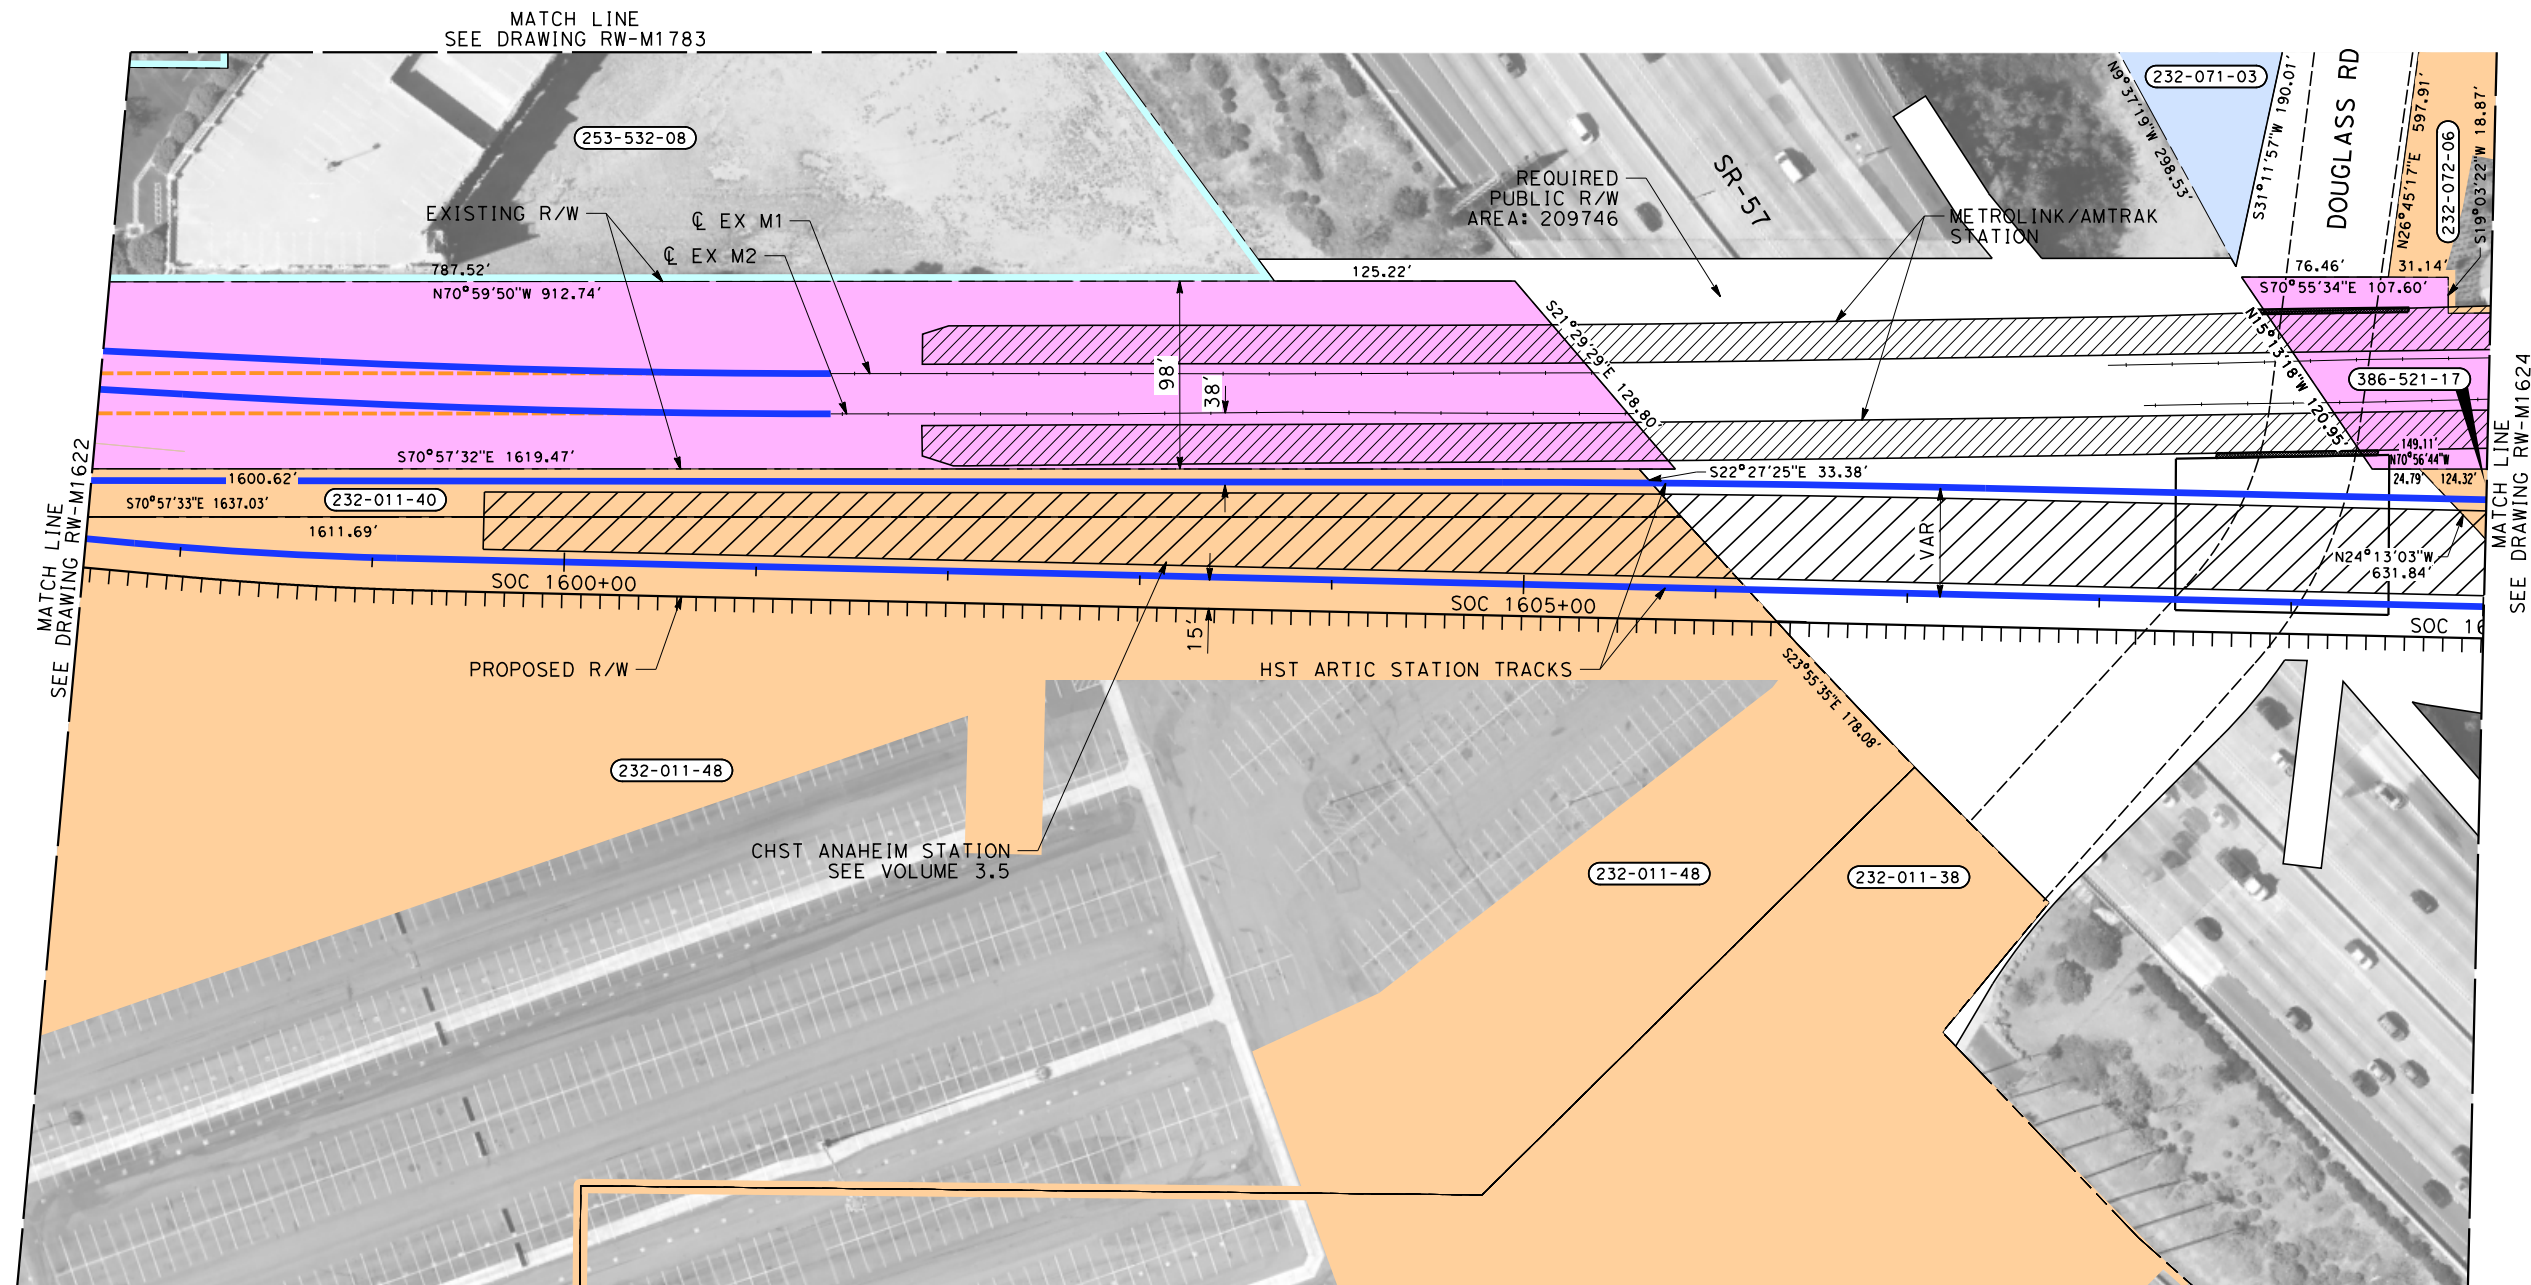 MATCH LINE
SEE DRAWING RW-M1783
253-532-08
232-071-03
DOUGLASS RD
N9°37'19"W 298.53'
S31°11'57"W 190.01'
N26°45'17"E 597.91'
232-072-06
S19°03'22"W 18.87'
SR-57
REQUIRED
PUBLIC R/W
AREA: 209746
METROLINK/AMTRAK
STATION
EXISTING R/W
℄ EX M1
℄ EX M2
787.52'
N70°59'50"W 912.74'
125.22'
76.46'
31.14'
S70°55'34"E 107.60'
S21°29'29"E 128.80'
N15°13'18"W 120.95'
98'
38'
386-521-17
149.11'
N70°56'44"W
24.79'
124.32'
S70°57'32"E 1619.47'
S22°27'25"E 33.38'
1600.62'
S70°57'33"E 1637.03'
232-011-40
1611.69'
VAR
N24°13'03"W
631.84'
SOC 1600+00
SOC 1605+00
SOC 16
15'
PROPOSED R/W
HST ARTIC STATION TRACKS
S23°55'35"E 178.08'
232-011-48
CHST ANAHEIM STATION
SEE VOLUME 3.5
232-011-48
232-011-38
MATCH LINE
SEE DRAWING RW-M1622
MATCH LINE
SEE DRAWING RW-M1624